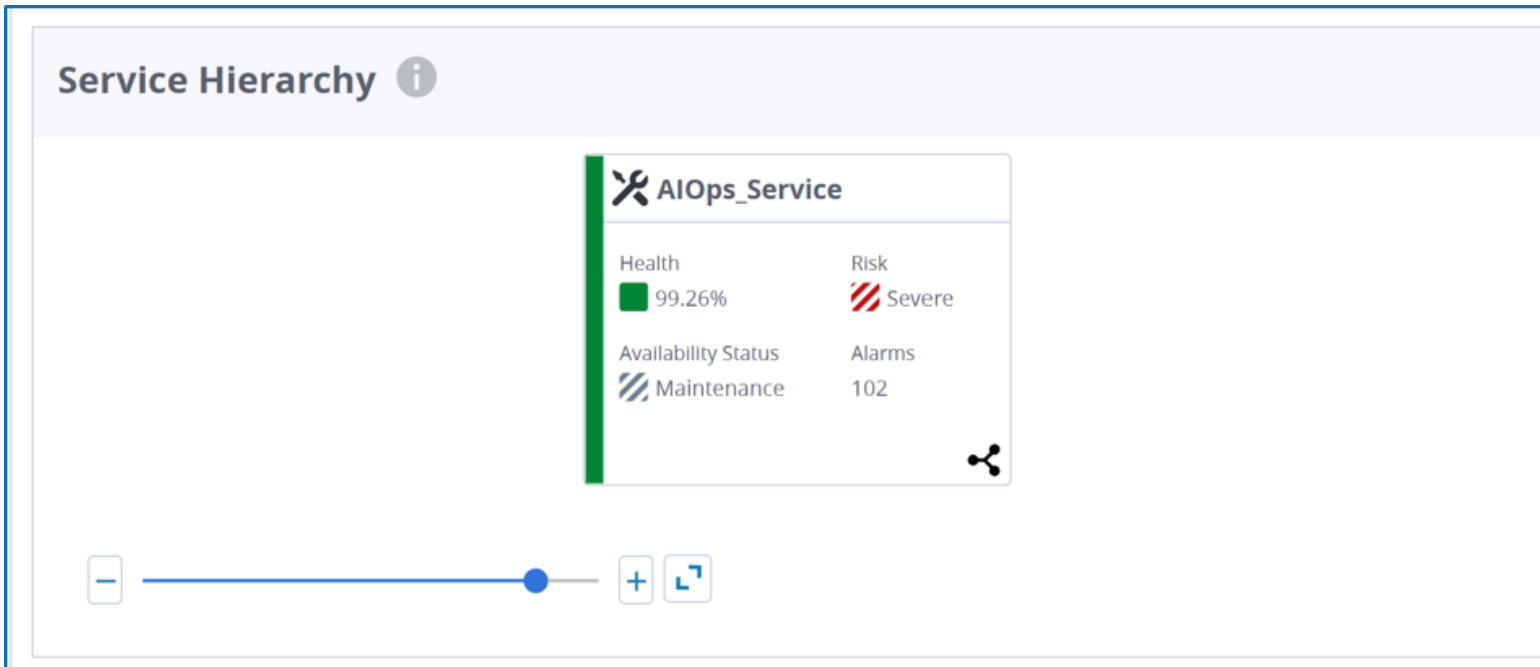 Service Hierarchy
AIOps_Service
Health Risk
99.26% Severe
Availability Status Alarms
Maintenance 102